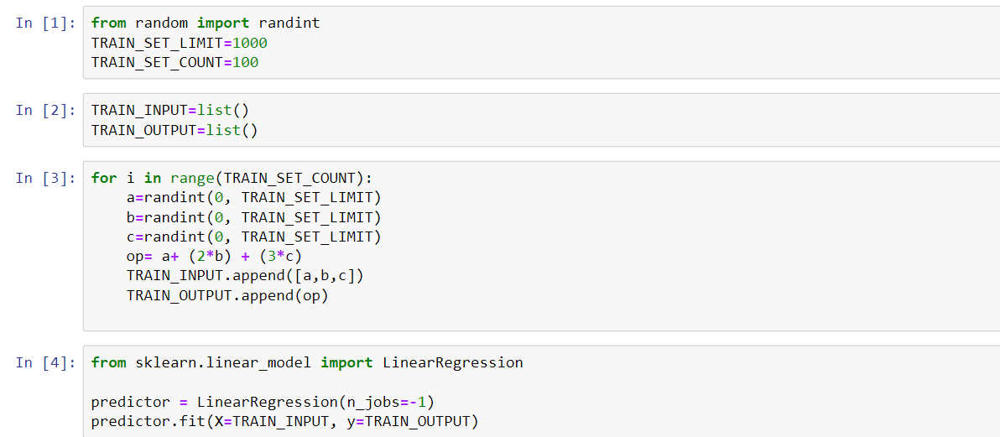 In [1]: from random import randint
TRAIN_SET_LIMIT=1000
TRAIN_SET_COUNT=100
In [2]: TRAIN_INPUT=list()
TRAIN_OUTPUT=list()
In [3]: for i in range(TRAIN_SET_COUNT):
    a=randint(0, TRAIN_SET_LIMIT)
    b=randint(0, TRAIN_SET_LIMIT)
    c=randint(0, TRAIN_SET_LIMIT)
    op= a+ (2*b) + (3*c)
    TRAIN_INPUT.append([a,b,c])
    TRAIN_OUTPUT.append(op)
In [4]: from sklearn.linear_model import LinearRegression
predictor = LinearRegression(n_jobs=-1)
predictor.fit(X=TRAIN_INPUT, y=TRAIN_OUTPUT)